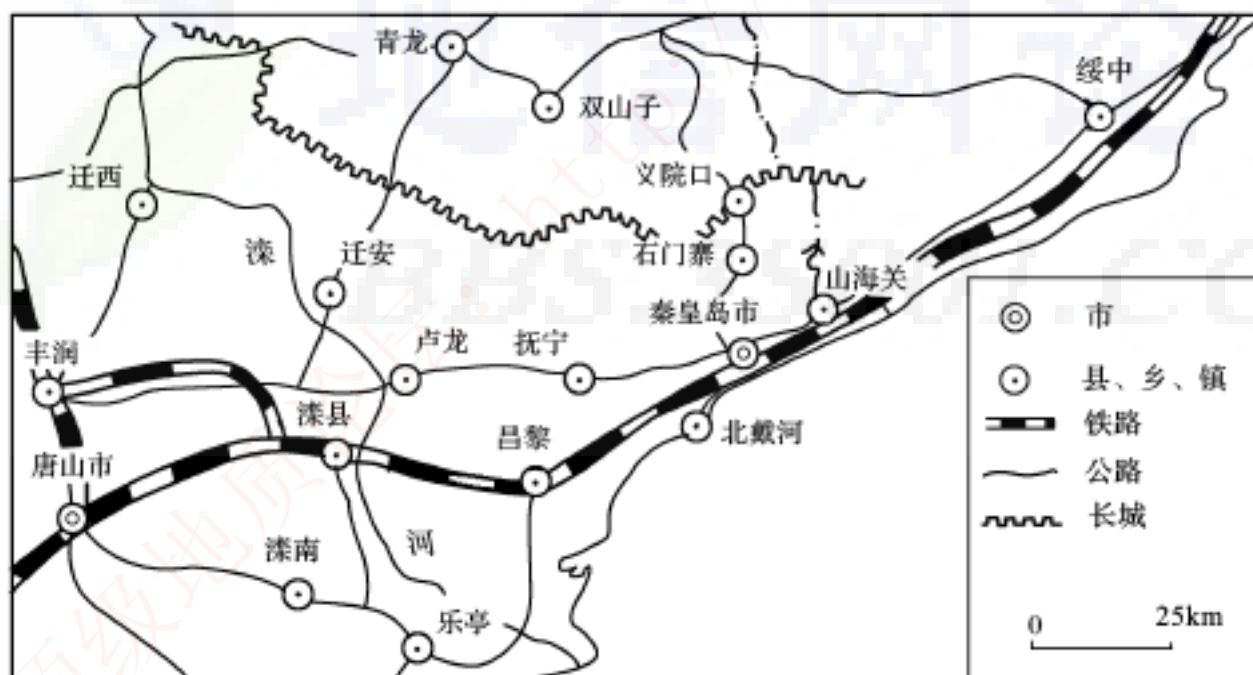 青龙
双山子
绥中
迁西
义院口
滦
迁安
石门寨
山海关
秦皇岛市
丰润
卢龙
抚宁
滦县
昌黎
北戴河
唐山市
滦南
河
乐亭
市
县、乡、镇
铁路
公路
长城
0
25km